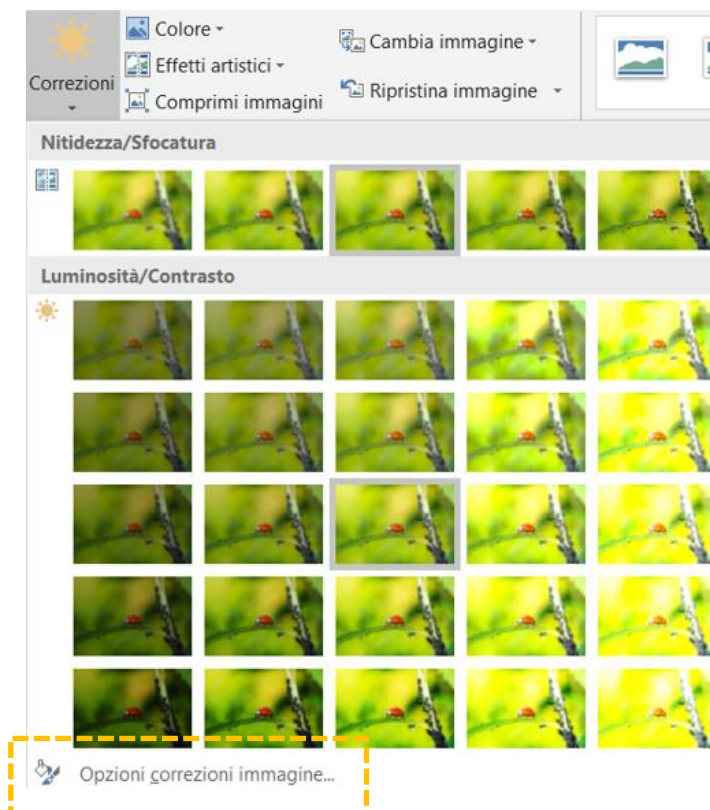 Correzioni
Colore
Effetti artistici
Comprimi immagini
Cambia immagine
Ripristina immagine
Nitidezza/Sfocatura
Luminosità/Contrasto
Opzioni correzioni immagine...